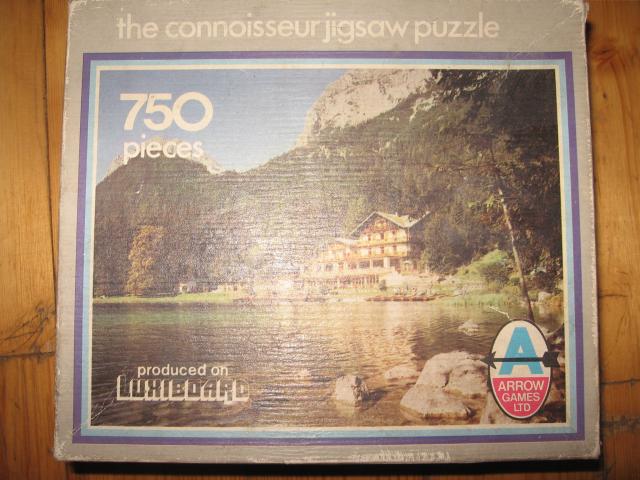 the connoisseur jigsaw puzzle
750
pieces
produced on
LUXIBOARD
A
ARROW
GAMES
LTD